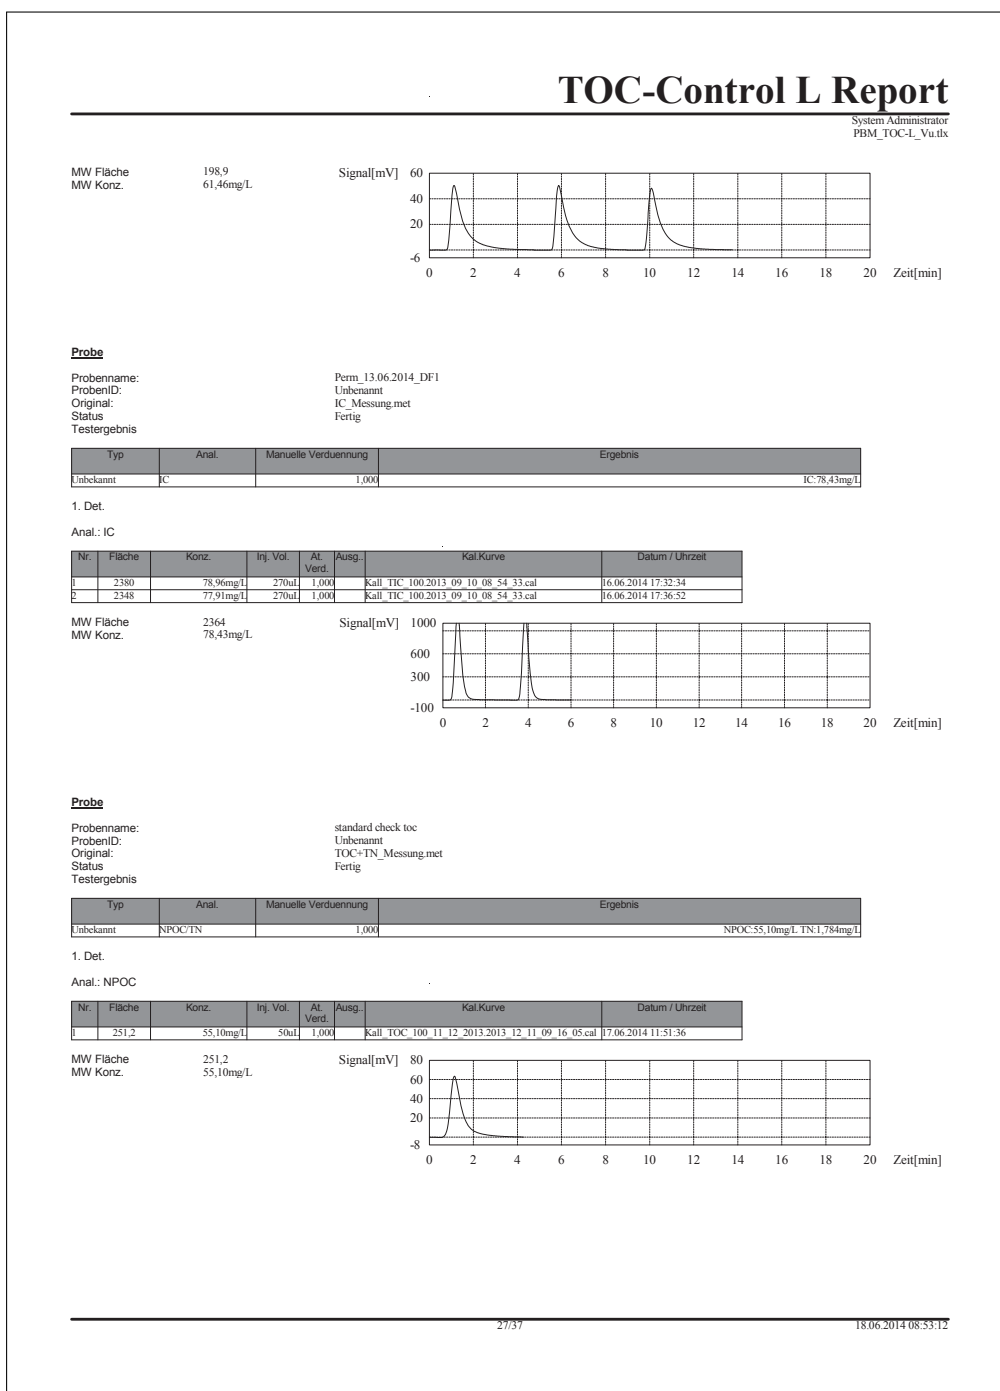 TOC-Control L Report
System Administrator
PBM_TOC-L_Vu.tlx
MW Fläche 198,9
MW Konz. 61,46mg/L
Signal[mV] 60
40
20
-6
0 2 4 6 8 10 12 14 16 18 20 Zeit[min]
Probe
Probenname: Perm_13.06.2014_DF1
ProbenID: Unbenannt
Original: IC_Messung.met
Status Fertig
Testergebnis
Typ Anal. Manuelle Verduennung Ergebnis
Unbekannt IC 1,000 IC:78,43mg/L
1. Det.
Anal.: IC
Nr. Fläche Konz. Inj. Vol. At. Verd. Ausg.. Kal.Kurve Datum / Uhrzeit
1 2380 78,96mg/L 270uL 1,000 Kall_TIC_100.2013_09_10_08_54_33.cal 16.06.2014 17:32:34
2 2348 77,91mg/L 270uL 1,000 Kall_TIC_100.2013_09_10_08_54_33.cal 16.06.2014 17:36:52
MW Fläche 2364
MW Konz. 78,43mg/L
Signal[mV] 1000
600
300
-100
0 2 4 6 8 10 12 14 16 18 20 Zeit[min]
Probe
Probenname: standard check toc
ProbenID: Unbenannt
Original: TOC+TN_Messung.met
Status Fertig
Testergebnis
Typ Anal. Manuelle Verduennung Ergebnis
Unbekannt NPOC/TN 1,000 NPOC:55,10mg/L TN:1,784mg/L
1. Det.
Anal.: NPOC
Nr. Fläche Konz. Inj. Vol. At. Verd. Ausg.. Kal.Kurve Datum / Uhrzeit
1 251,2 55,10mg/L 50uL 1,000 Kall_TOC_100_11_12_2013.2013_12_11_09_16_05.cal 17.06.2014 11:51:36
MW Fläche 251,2
MW Konz. 55,10mg/L
Signal[mV] 80
60
40
20
-8
0 2 4 6 8 10 12 14 16 18 20 Zeit[min]
27/37 18.06.2014 08:53:12